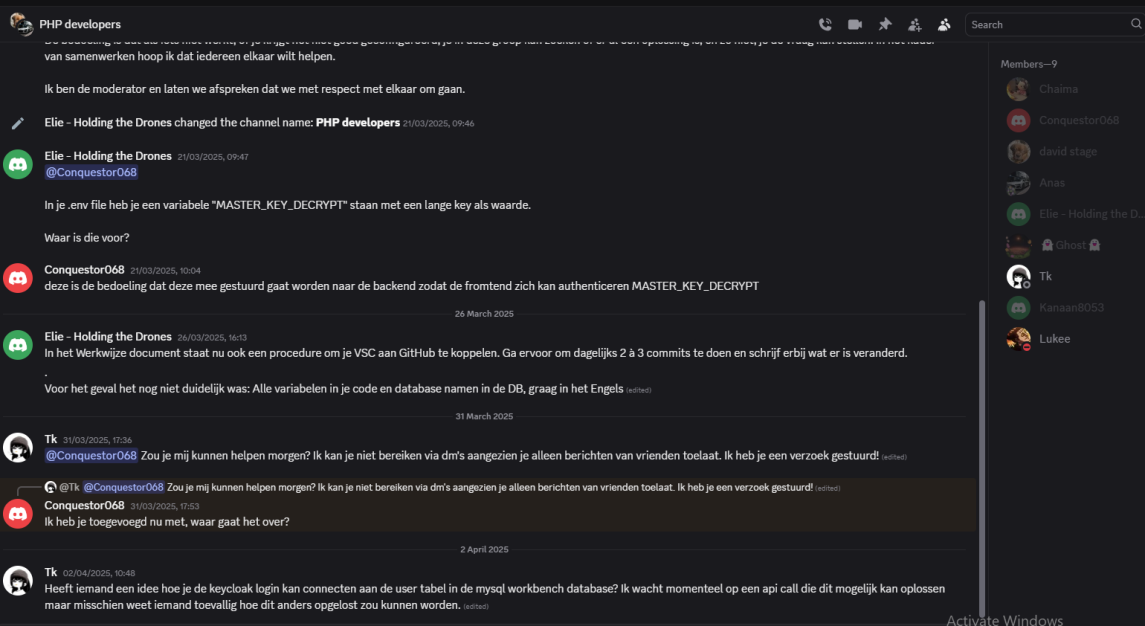 PHP developers
Search
van samenwerken hoop ik dat iedereen elkaar wilt helpen.
Ik ben de moderator en laten we afspreken dat we met respect met elkaar om gaan.
Elie - Holding the Drones changed the channel name: PHP developers 21/03/2025, 09:46
Elie - Holding the Drones 21/03/2025, 09:47
@Conquestor068
In je .env file heb je een variabele "MASTER_KEY_DECRYPT" staan met een lange key als waarde.
Waar is die voor?
Conquestor068 21/03/2025, 10:04
deze is de bedoeling dat deze mee gestuurd gaat worden naar de backend zodat de fromtend zich kan authenticeren MASTER_KEY_DECRYPT
26 March 2025
Elie - Holding the Drones 26/03/2025, 16:13
In het Werkwijze document staat nu ook een procedure om je VSC aan GitHub te koppelen. Ga ervoor om dagelijks 2 à 3 commits te doen en schrijf erbij wat er is veranderd.
.
Voor het geval het nog niet duidelijk was: Alle variabelen in je code en database namen in de DB, graag in het Engels (edited)
31 March 2025
Tk 31/03/2025, 17:36
@Conquestor068 Zou je mij kunnen helpen morgen? Ik kan je niet bereiken via dm's aangezien je alleen berichten van vrienden toelaat. Ik heb je een verzoek gestuurd! (edited)
@Tk @Conquestor068 Zou je mij kunnen helpen morgen? Ik kan je niet bereiken via dm's aangezien je alleen berichten van vrienden toelaat. Ik heb je een verzoek gestuurd! (edited)
Conquestor068 31/03/2025, 17:53
Ik heb je toegevoegd nu met, waar gaat het over?
2 April 2025
Tk 02/04/2025, 10:48
Heeft iemand een idee hoe je de keycloak login kan connecten aan de user tabel in de mysql workbench database? Ik wacht momenteel op een api call die dit mogelijk kan oplossen
maar misschien weet iemand toevallig hoe dit anders opgelost zou kunnen worden. (edited)
Members—9
Chaima
Conquestor068
david stage
Anas
Elie - Holding the D...
Ghost
Tk
Kanaan8053
Lukee
Activate Windows